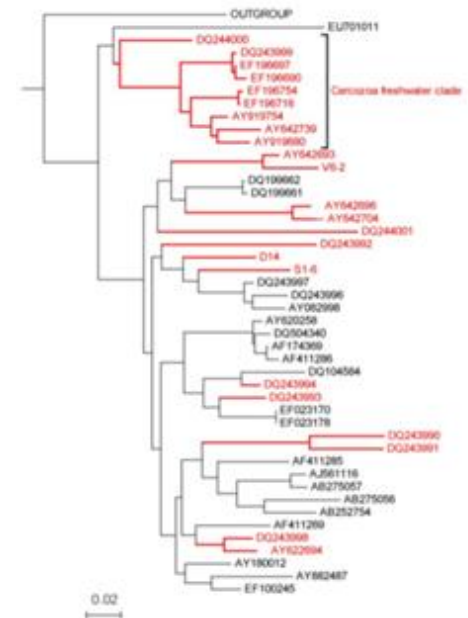 OUTGROUP
EU701011
DQ244000
DQ243999
EF196697
EF196690
EF196754
Cercozoa freshwater clade
EF196716
AY919754
AY642739
AY919680
AY642693
V6-2
DQ199662
DQ199661
AY642696
AY642704
DQ244001
DQ243992
D14
S1-6
DQ243997
DQ243996
AY082998
AY620258
DQ504340
AF174369
AF411286
DQ104584
DQ243994
DQ243993
EF023170
EF023178
DQ243990
DQ243991
AF411285
AJ561116
AB275057
AB275056
AB252754
AF411269
DQ243998
AY622694
AY180012
AY882487
EF100245
0.02